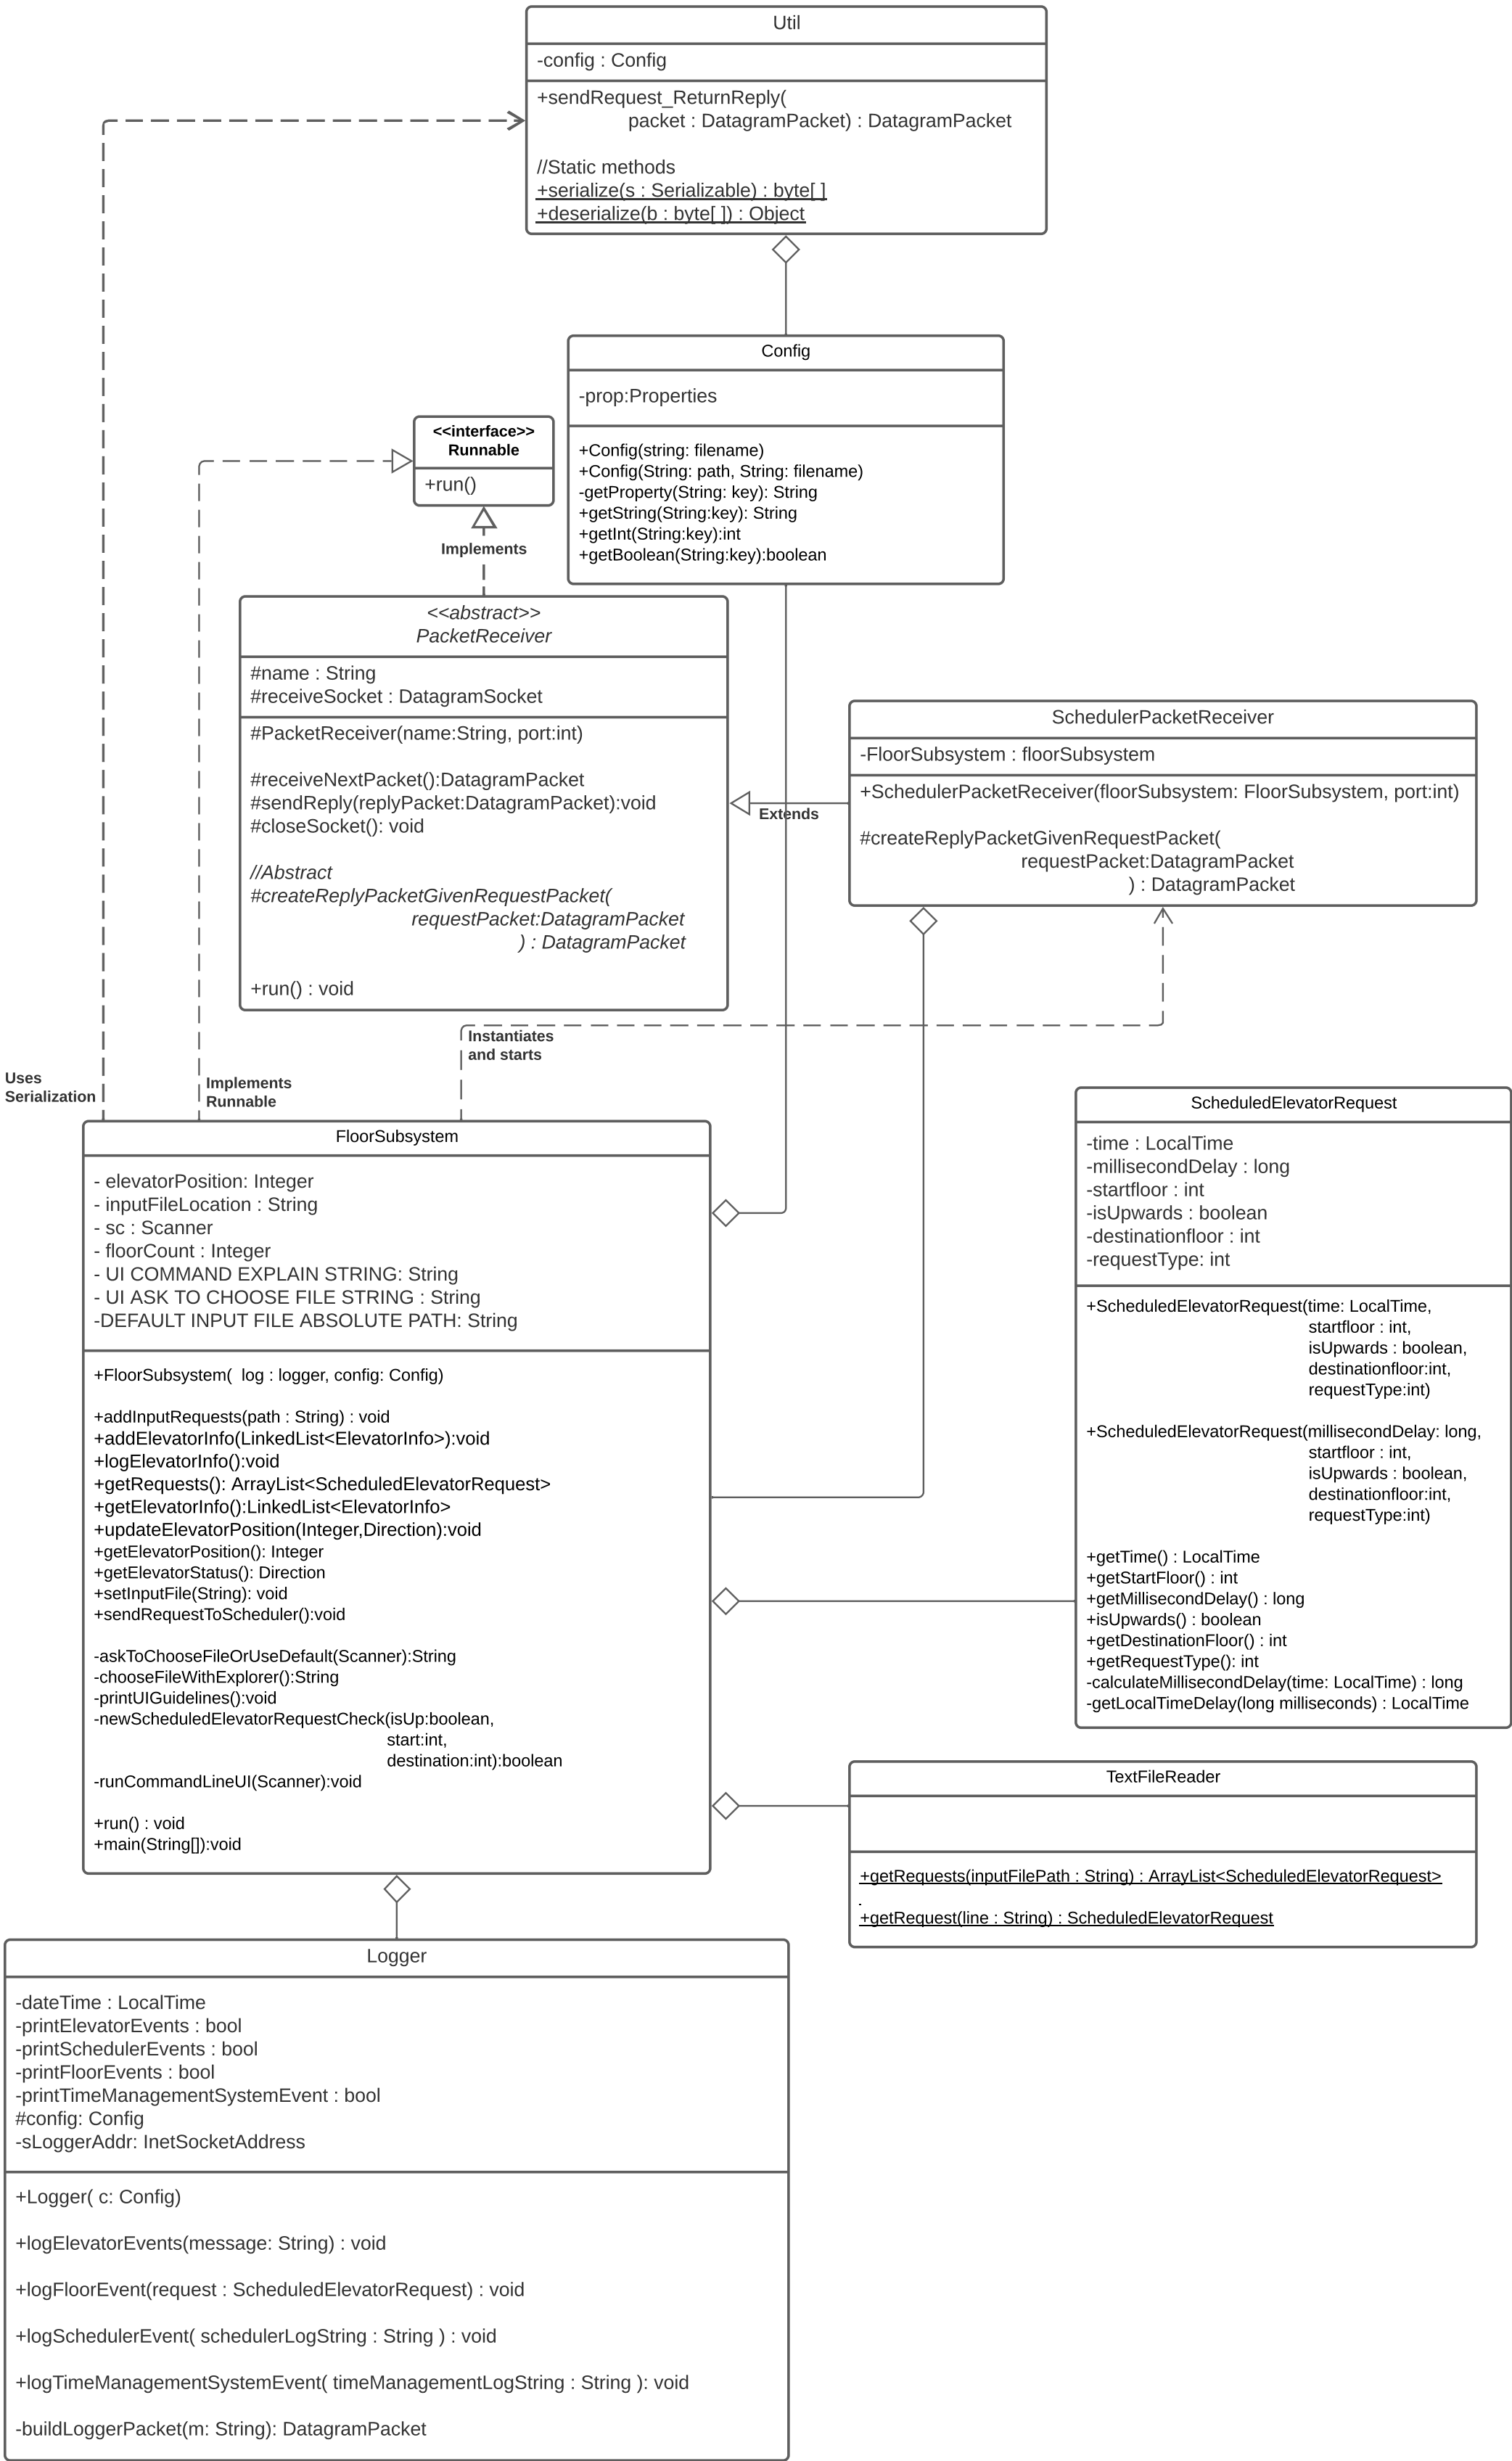 Util
-config : Config
+sendRequest_ReturnReply(
packet : DatagramPacket) : DatagramPacket
//Static methods
+serialize(s : Serializable) : byte[ ]
+deserialize(b : byte[ ]) : Object
Config
-prop:Properties
+Config(string: filename)
+Config(String: path, String: filename)
-getProperty(String: key): String
+getString(String:key): String
+getInt(String:key):int
+getBoolean(String:key):boolean
<<interface>>
Runnable
+run()
Implements
<<abstract>>
PacketReceiver
#name : String
#receiveSocket : DatagramSocket
#PacketReceiver(name:String, port:int)
#receiveNextPacket():DatagramPacket
#sendReply(replyPacket:DatagramPacket):void
#closeSocket(): void
//Abstract
#createReplyPacketGivenRequestPacket(
requestPacket:DatagramPacket
) : DatagramPacket
+run() : void
SchedulerPacketReceiver
-FloorSubsystem : floorSubsystem
+SchedulerPacketReceiver(floorSubsystem: FloorSubsystem, port:int)
#createReplyPacketGivenRequestPacket(
requestPacket:DatagramPacket
) : DatagramPacket
Extends
Instantiates
and starts
Uses
Serialization
Implements
Runnable
FloorSubsystem
- elevatorPosition: Integer
- inputFileLocation : String
- sc : Scanner
- floorCount : Integer
- UI COMMAND EXPLAIN STRING: String
- UI ASK TO CHOOSE FILE STRING : String
-DEFAULT INPUT FILE ABSOLUTE PATH: String
+FloorSubsystem(  log : logger, config: Config)
+addInputRequests(path : String) : void
+addElevatorInfo(LinkedList<ElevatorInfo>):void
+logElevatorInfo():void
+getRequests(): ArrayList<ScheduledElevatorRequest>
+getElevatorInfo():LinkedList<ElevatorInfo>
+updateElevatorPosition(Integer,Direction):void
+getElevatorPosition(): Integer
+getElevatorStatus(): Direction
+setInputFile(String): void
+sendRequestToScheduler():void
-askToChooseFileOrUseDefault(Scanner):String
-chooseFileWithExplorer():String
-printUIGuidelines():void
-newScheduledElevatorRequestCheck(isUp:boolean,
start:int,
destination:int):boolean
-runCommandLineUI(Scanner):void
+run() : void
+main(String[]):void
ScheduledElevatorRequest
-time : LocalTime
-millisecondDelay : long
-startfloor : int
-isUpwards : boolean
-destinationfloor : int
-requestType: int
+ScheduledElevatorRequest(time: LocalTime,
startfloor : int,
isUpwards : boolean,
destinationfloor:int,
requestType:int)
+ScheduledElevatorRequest(millisecondDelay: long,
startfloor : int,
isUpwards : boolean,
destinationfloor:int,
requestType:int)
+getTime() : LocalTime
+getStartFloor() : int
+getMillisecondDelay() : long
+isUpwards() : boolean
+getDestinationFloor() : int
+getRequestType(): int
-calculateMillisecondDelay(time: LocalTime) : long
-getLocalTimeDelay(long milliseconds) : LocalTime
TextFileReader
+getRequests(inputFilePath : String) : ArrayList<ScheduledElevatorRequest>
.
+getRequest(line : String) : ScheduledElevatorRequest
Logger
-dateTime : LocalTime
-printElevatorEvents : bool
-printSchedulerEvents : bool
-printFloorEvents : bool
-printTimeManagementSystemEvent : bool
#config: Config
-sLoggerAddr: InetSocketAddress
+Logger( c: Config)
+logElevatorEvents(message: String) : void
+logFloorEvent(request : ScheduledElevatorRequest) : void
+logSchedulerEvent( schedulerLogString : String ) : void
+logTimeManagementSystemEvent( timeManagementLogString : String ): void
-buildLoggerPacket(m: String): DatagramPacket